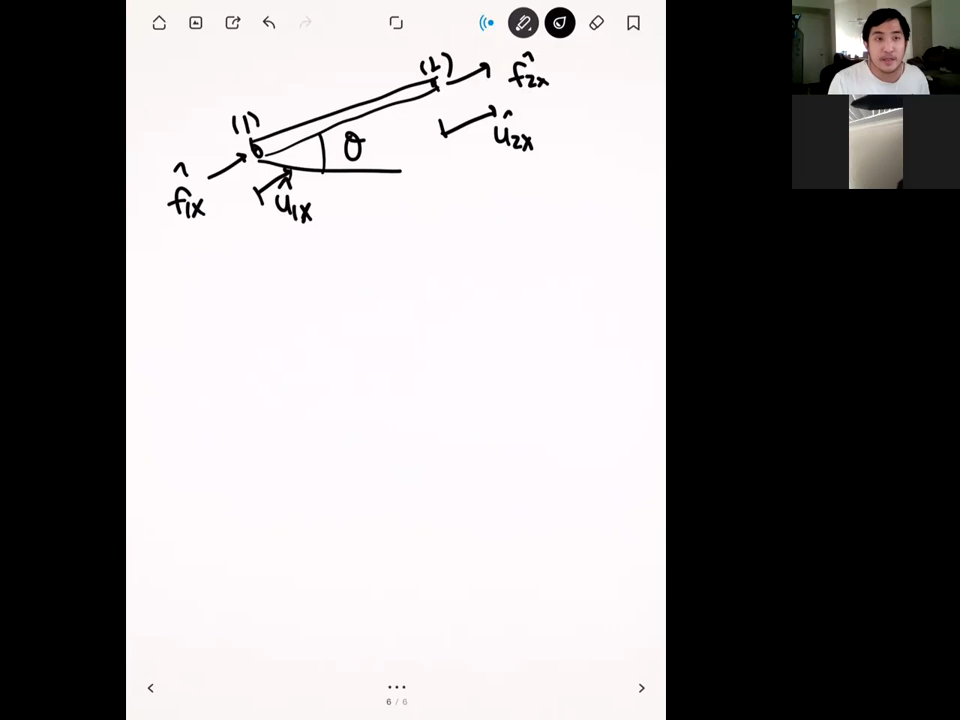 (1)
(2)
f̂2x
û2x
θ
f̂1x
û1x
6 / 6